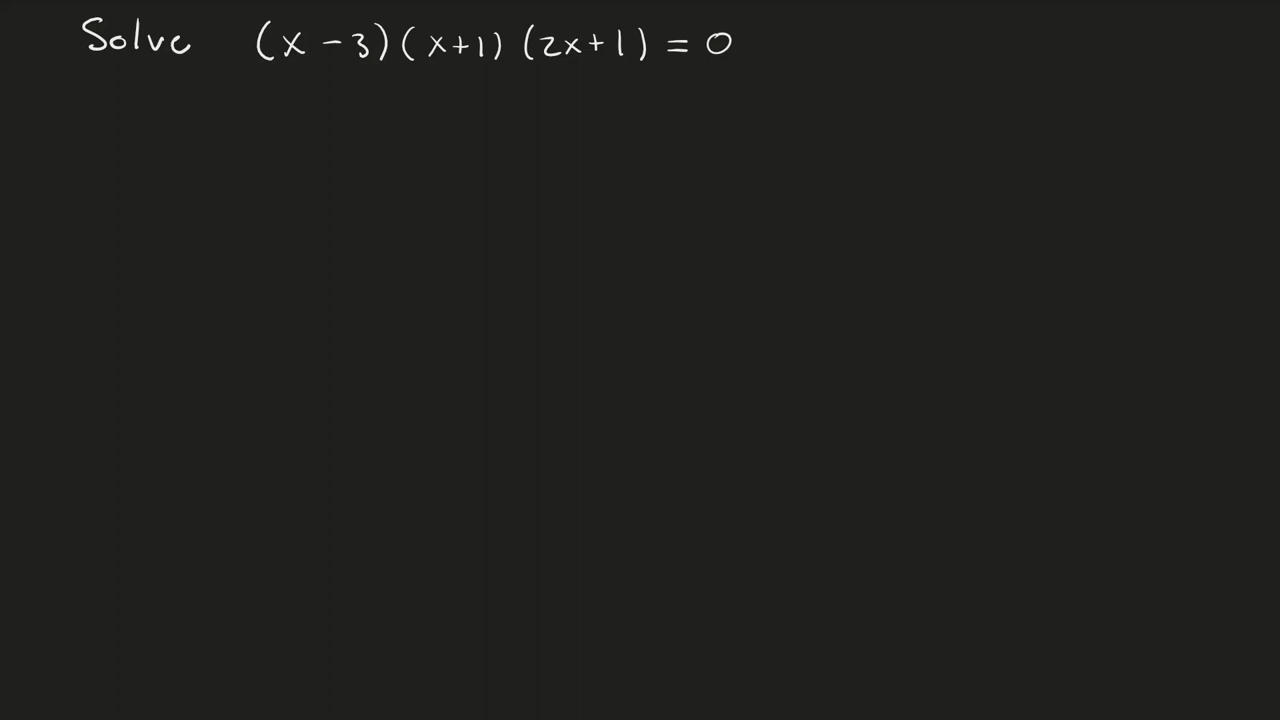 Solve (x - 3)(x+1)(2x+1) = 0